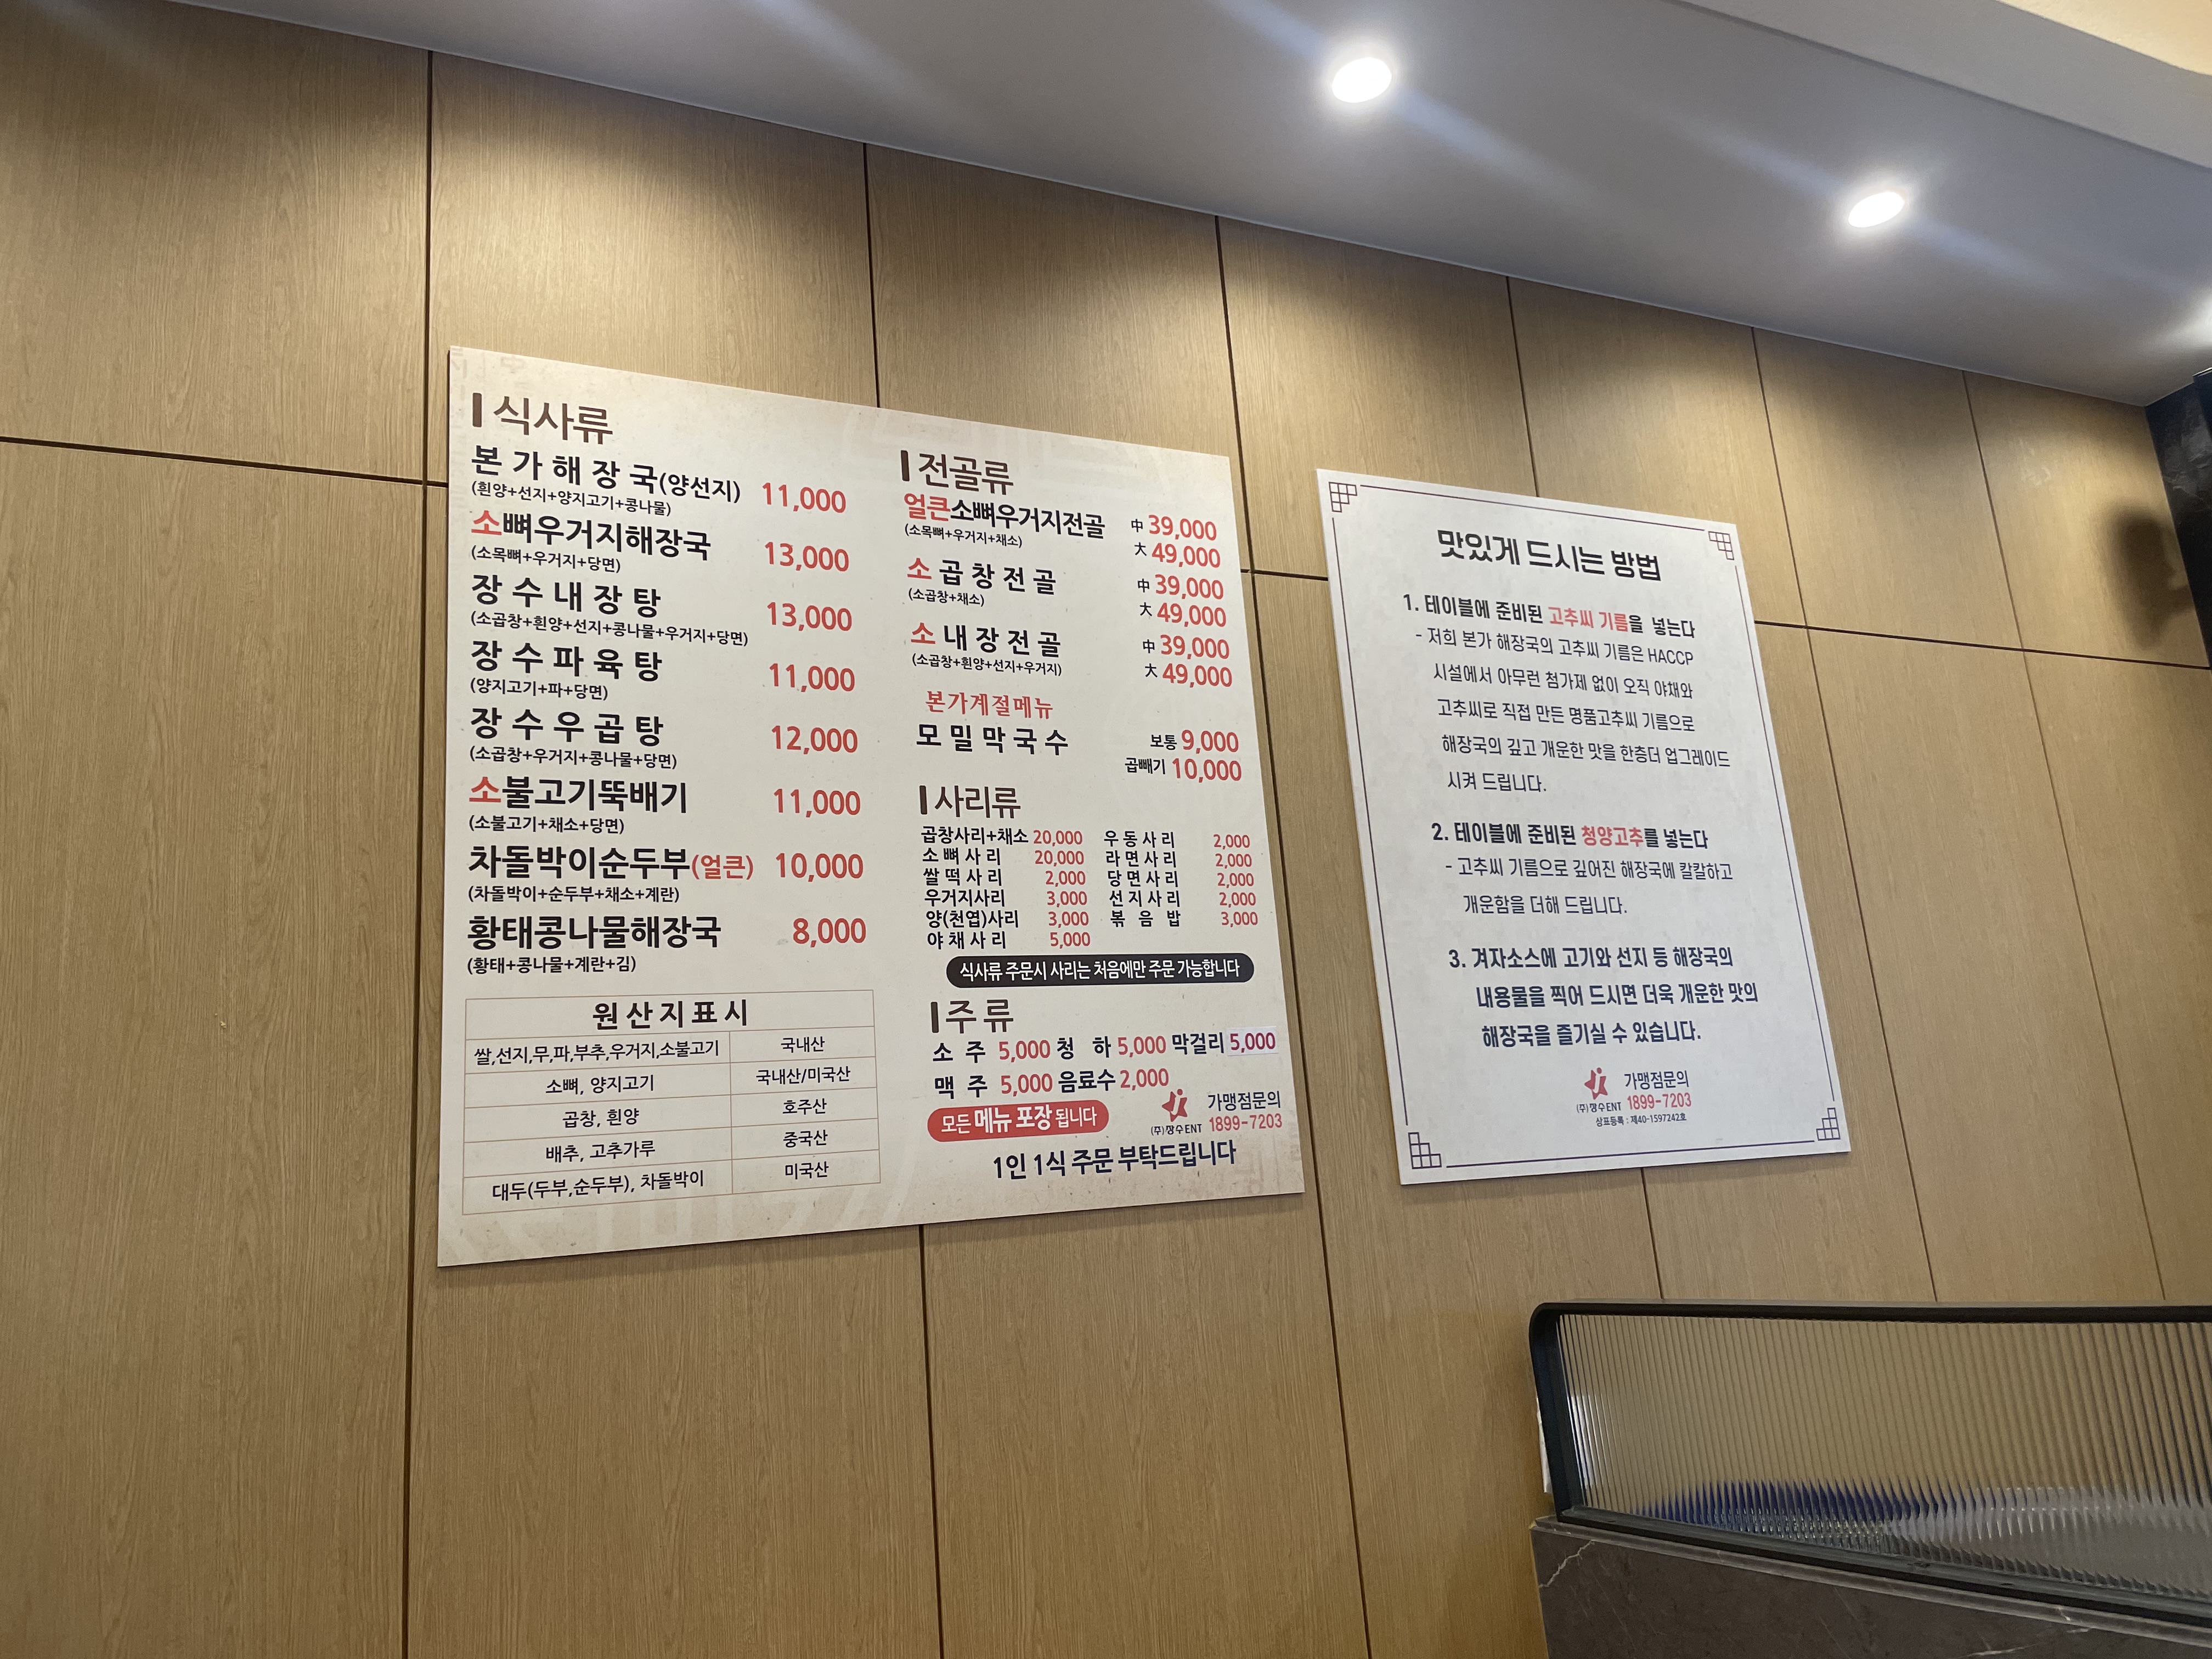 식사류
본가해장국(양선지) 11,000
(흰양+선지+양지고기+콩나물)
소뼈우거지해장국 13,000
(소목뼈+우거지+당면)
장수내장탕 13,000
(소곱창+흰양+선지+콩나물+우거지+당면)
장수파육탕 11,000
(양지고기+파+당면)
장수우곱탕 12,000
(소곱창+우거지+콩나물+당면)
소불고기뚝배기 11,000
(소불고기+채소+당면)
차돌박이순두부(얼큰) 10,000
(차돌박이+순두부+채소+계란)
황태콩나물해장국 8,000
(황태+콩나물+계란+김)
원산지표시
쌀,선지,무,파,부추,우거지,소불고기 국내산
소뼈, 양지고기 국내산/미국산
곱창, 흰양 호주산
배추, 고추가루 중국산
대두(두부,순두부), 차돌박이 미국산
전골류
얼큰소뼈우거지전골 中 39,000
(소목뼈+우거지+채소) 大 49,000
소곱창전골 中 39,000
(소곱창+채소) 大 49,000
소내장전골 中 39,000
(소곱창+흰양+선지+우거지) 大 49,000
본가계절메뉴
모밀막국수 보통 9,000
곱빼기 10,000
사리류
곱창사리+채소 20,000 우동사리 2,000
소뼈사리 20,000 라면사리 2,000
쌀떡사리 2,000 당면사리 2,000
우거지사리 3,000 선지사리 2,000
양(천엽)사리 3,000 볶음밥 3,000
야채사리 5,000
식사류 주문시 사리는 처음에만 주문 가능합니다
주류
소주 5,000 청하 5,000 막걸리 5,000
맥주 5,000 음료수 2,000
모든 메뉴 포장 됩니다
가맹점문의
(주)장수ENT 1899-7203
1인 1식 주문 부탁드립니다
맛있게 드시는 방법
1. 테이블에 준비된 고추씨 기름을 넣는다
- 저희 본가 해장국의 고추씨 기름은 HACCP
시설에서 아무런 첨가제 없이 오직 야채와
고추씨로 직접 만든 명품고추씨 기름으로
해장국의 깊고 개운한 맛을 한층더 업그레이드
시켜 드립니다.
2. 테이블에 준비된 청양고추를 넣는다
- 고추씨 기름으로 깊어진 해장국에 칼칼하고
개운함을 더해 드립니다.
3. 겨자소스에 고기와 선지 등 해장국의
내용물을 찍어 드시면 더욱 개운한 맛의
해장국을 즐기실 수 있습니다.
가맹점문의
(주)장수ENT 1899-7203
상표등록 : 제40-1597242호